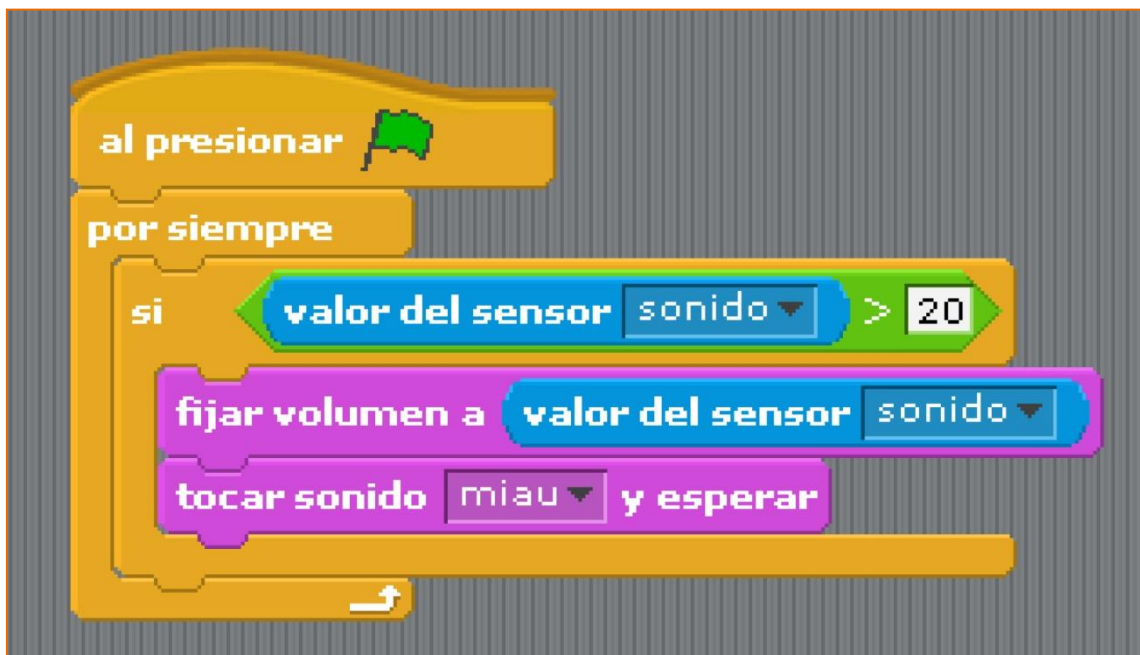 al presionar
por siempre
si valor del sensor sonido > 20
fijar volumen a valor del sensor sonido
tocar sonido miau y esperar